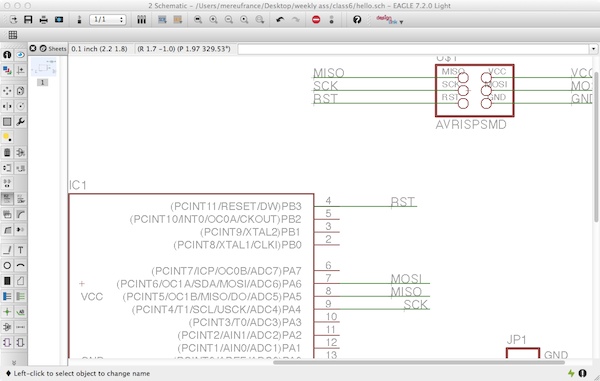 2 Schematic - /Users/mereufrance/Desktop/weekly ass/class6/hello.sch - EAGLE 7.2.0 Light
1/1
design link
Sheets
0.1 inch (2.2 1.8) (R 1.7 -1.0) (P 1.97 329.53°)
1
U$1
MISO MISO VCC VCC
SCK SCK MOSI MO
RST RST GND GND
AVRISPSMD
IC1
(PCINT11/RESET/DW)PB3 4 RST
(PCINT10/INT0/OC0A/CKOUT)PB2 5
(PCINT9/XTAL2)PB1 3
(PCINT8/XTAL1/CLKI)PB0 2
(PCINT7/ICP/OC0B/ADC7)PA7 6
+ (PCINT6/OC1A/SDA/MOSI/ADC6)PA6 7 MOSI
VCC (PCINT5/OC1B/MISO/DO/ADC5)PA5 8 MISO
(PCINT4/T1/SCL/USCK/ADC4)PA4 9 SCK
(PCINT3/T0/ADC3)PA3 10
(PCINT2/AIN1/ADC2)PA2 11
(PCINT1/AIN0/ADC1)PA1 12
13
JP1
GND
Left-click to select object to change name